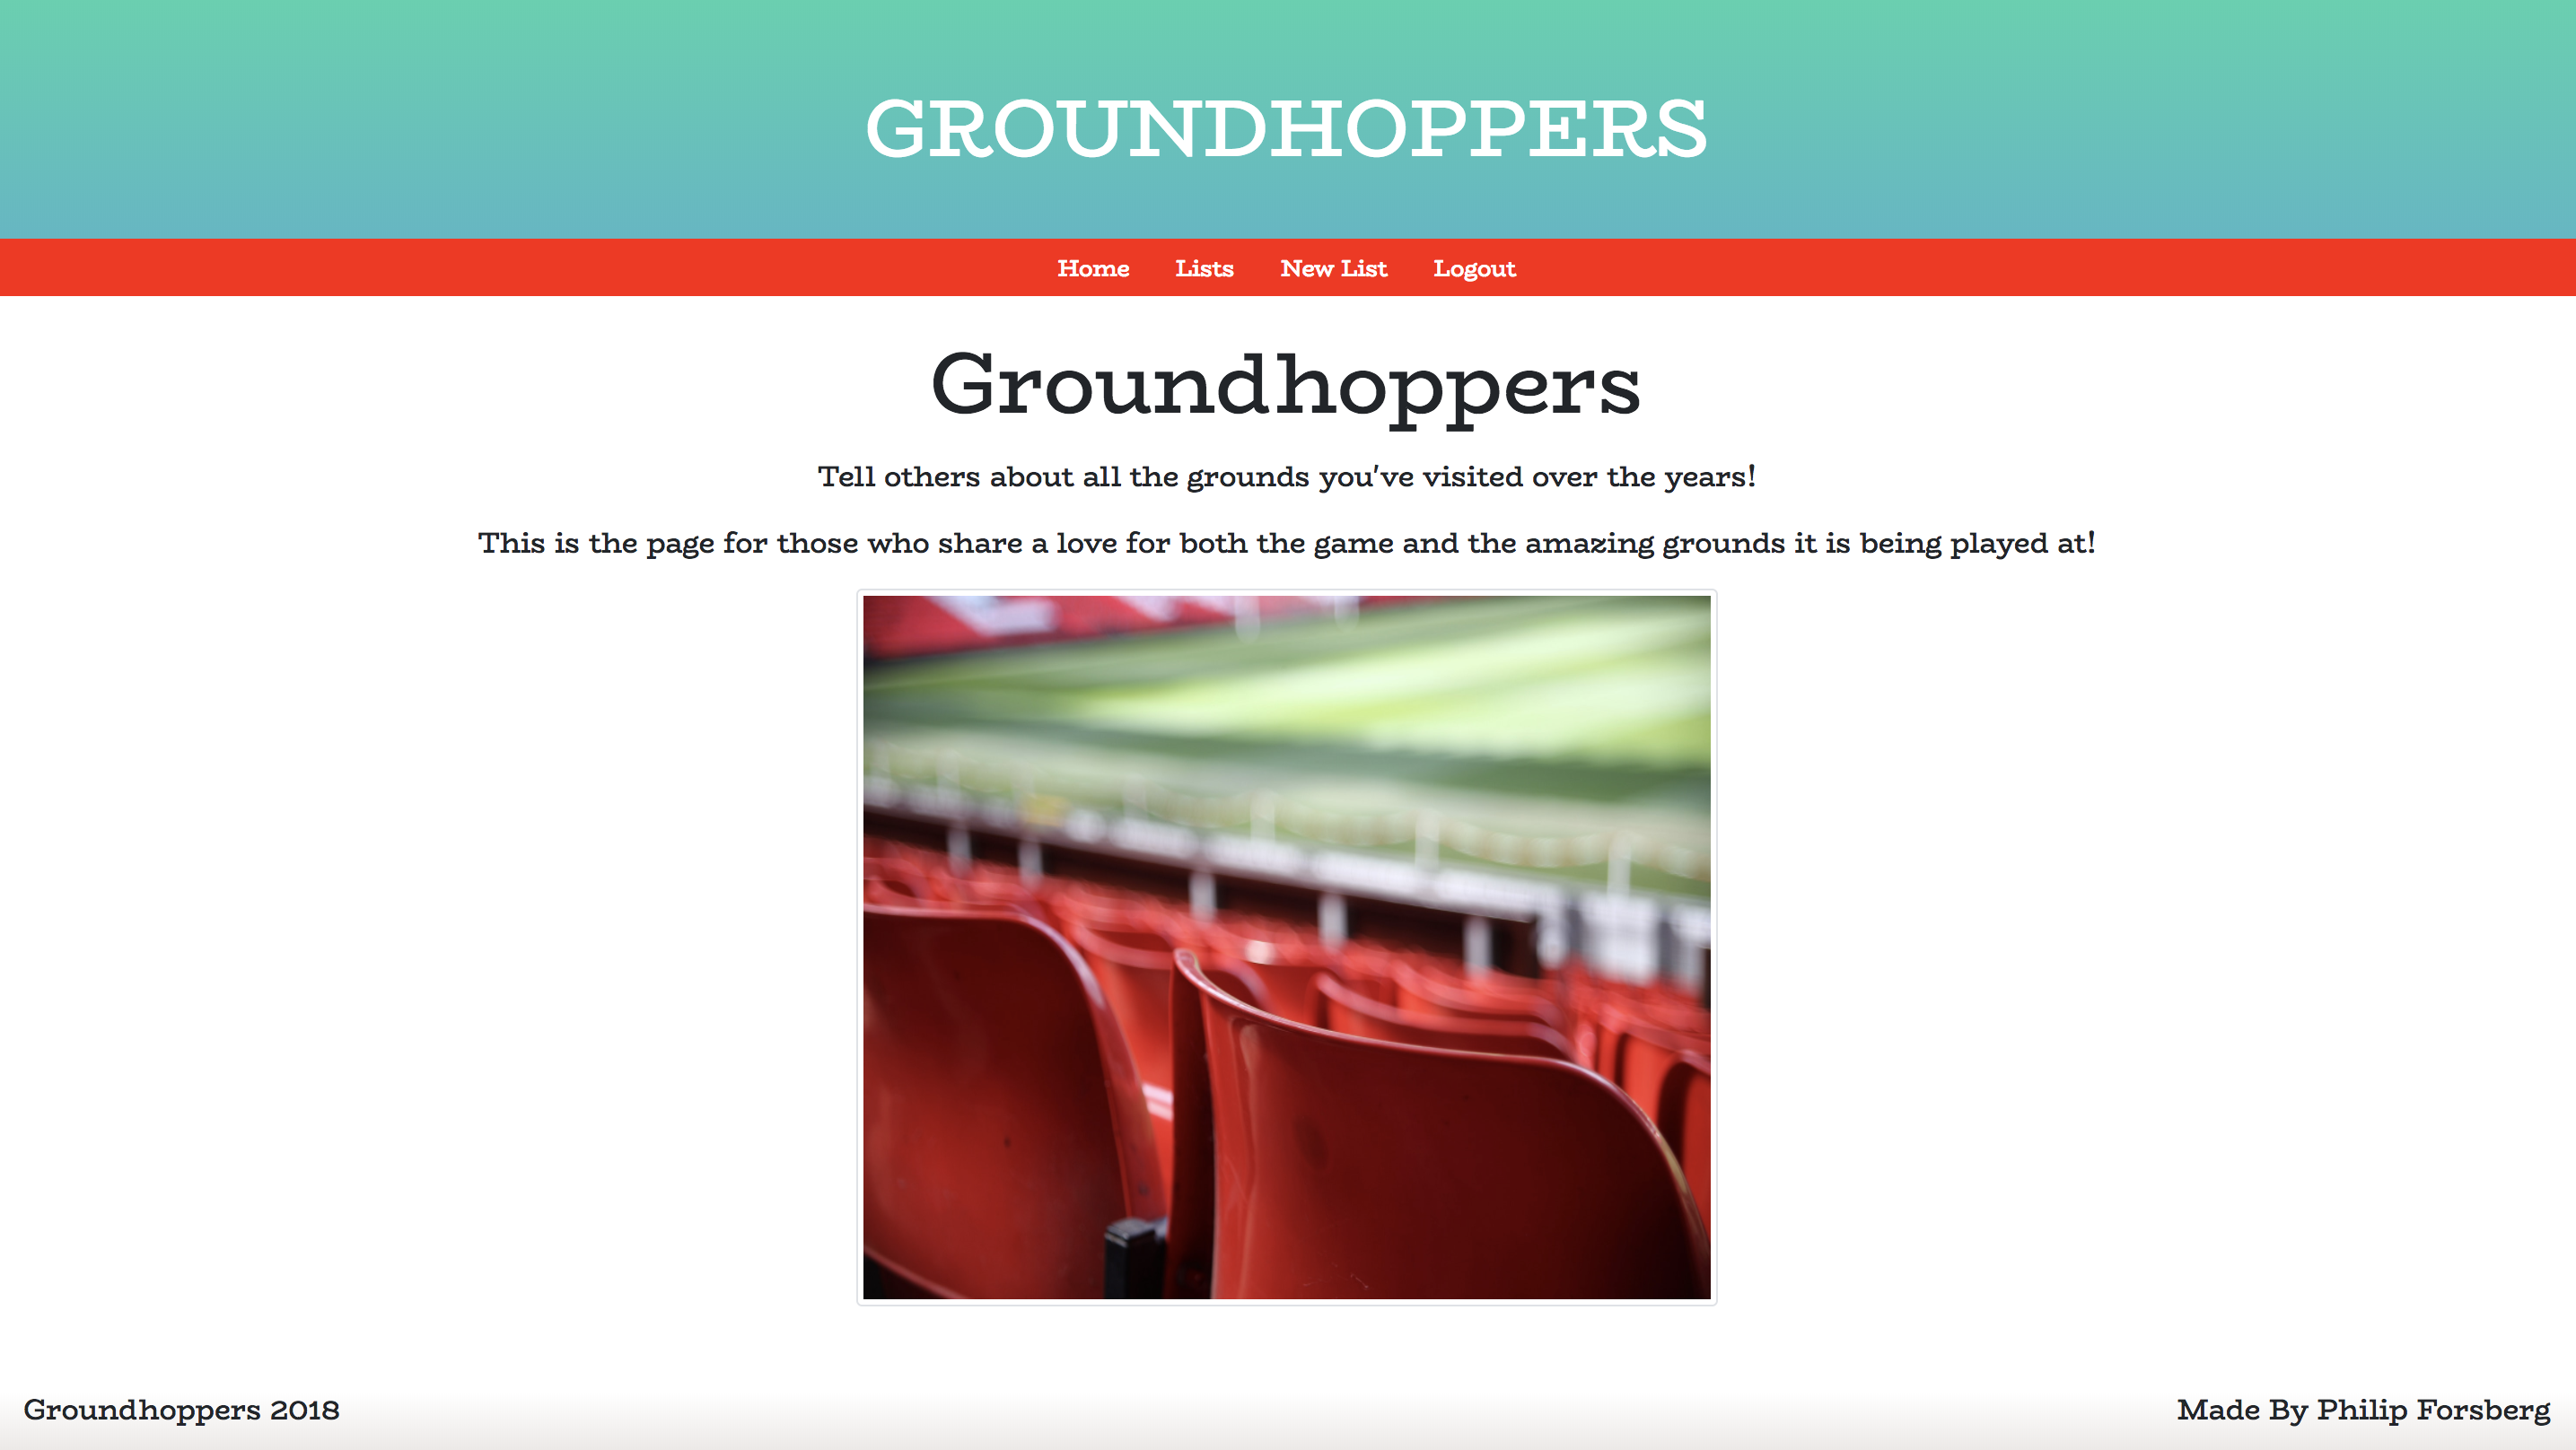 GROUNDHOPPERS
Home Lists New List Logout
Groundhoppers
Tell others about all the grounds you've visited over the years!
This is the page for those who share a love for both the game and the amazing grounds it is being played at!
Groundhoppers 2018
Made By Philip Forsberg